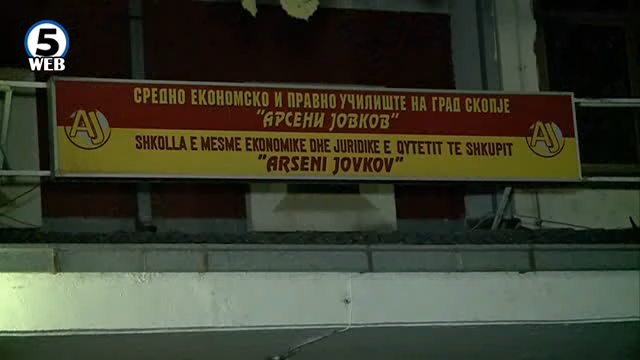 5
WEB
СРЕДНО ЕКОНОМСКО И ПРАВНО УЧИЛИШТЕ НА ГРАД СКОПЈЕ
"АРСЕНИ ЈОВКОВ"
SHKOLLA E MESME EKONOMIKE DHE JURIDIKE E QYTETIT TE SHKUPIT
"ARSENI JOVKOV"
AJ
AJ